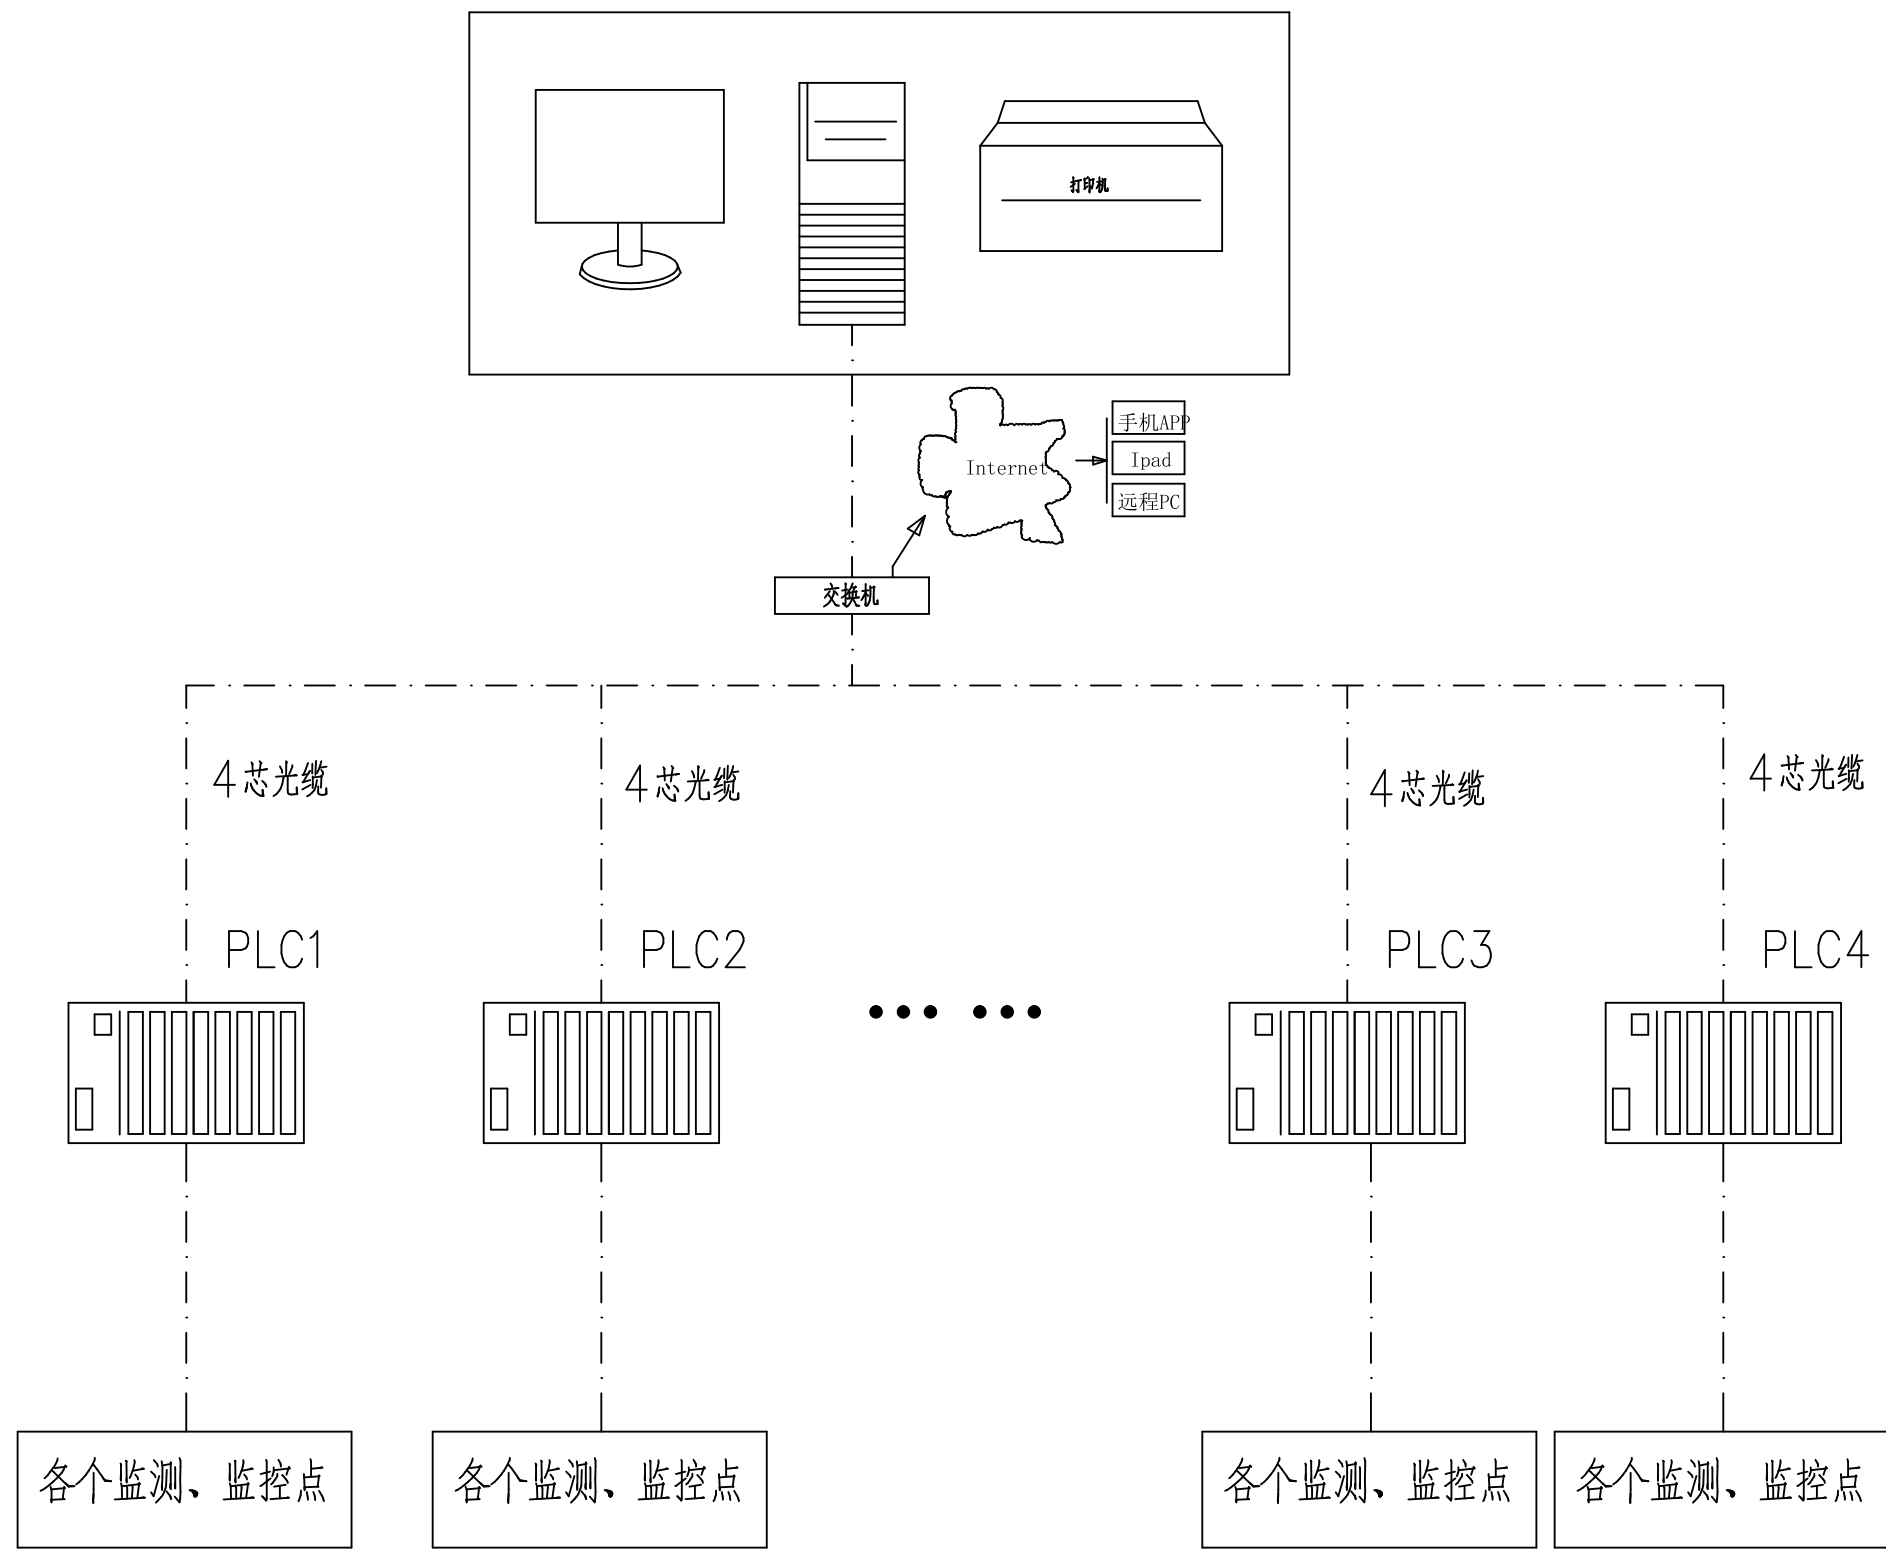 打印机
手机APP
Internet
Ipad
远程PC
交换机
4芯光缆
4芯光缆
4芯光缆
4芯光缆
PLC1
PLC2
PLC3
PLC4
••• •••
各个监测、监控点
各个监测、监控点
各个监测、监控点
各个监测、监控点